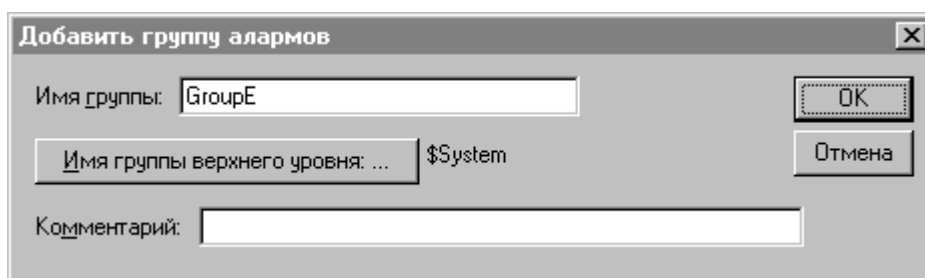 Добавить группу алармов
Имя группы: GroupE
OK
Имя группы верхнего уровня: ... $System
Отмена
Комментарий: